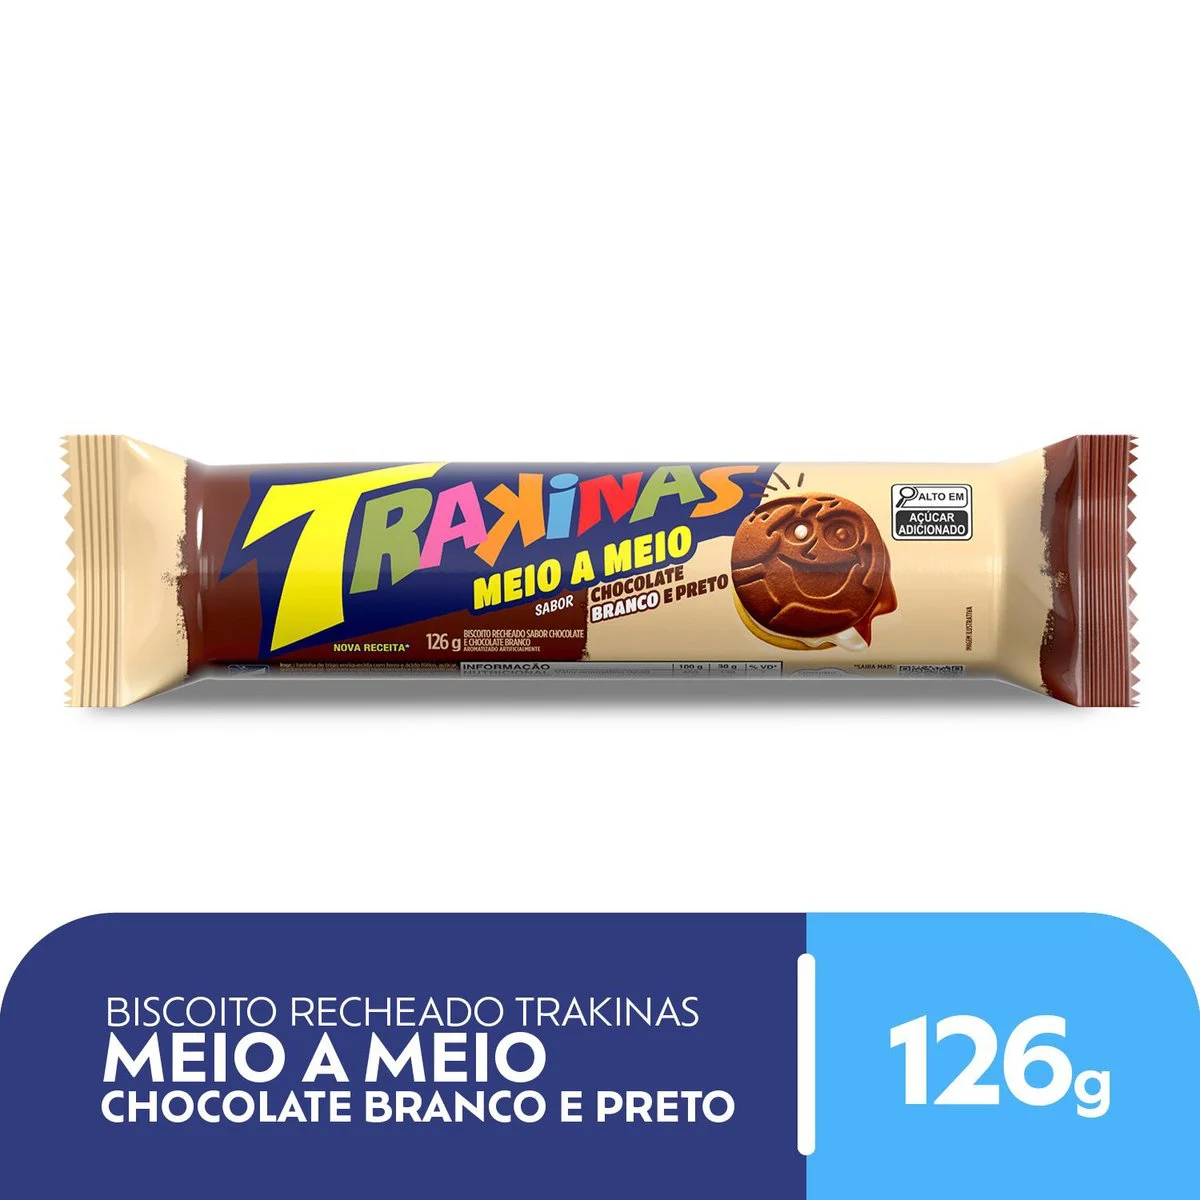 TRAKINAS
MEIO A MEIO
SABOR
CHOCOLATE
BRANCO E PRETO
ALTO EM
AÇÚCAR
ADICIONADO
NOVA RECEITA*
126 g
BISCOITO RECHEADO SABOR CHOCOLATE
E CHOCOLATE BRANCO
AROMATIZADO ARTIFICIALMENTE
IMAGEM ILUSTRATIVA
INFORMAÇÃO
NUTRICIONAL
100 g 30 g % VD*
*SAIBA MAIS:
BISCOITO RECHEADO TRAKINAS
MEIO A MEIO
CHOCOLATE BRANCO E PRETO
126g